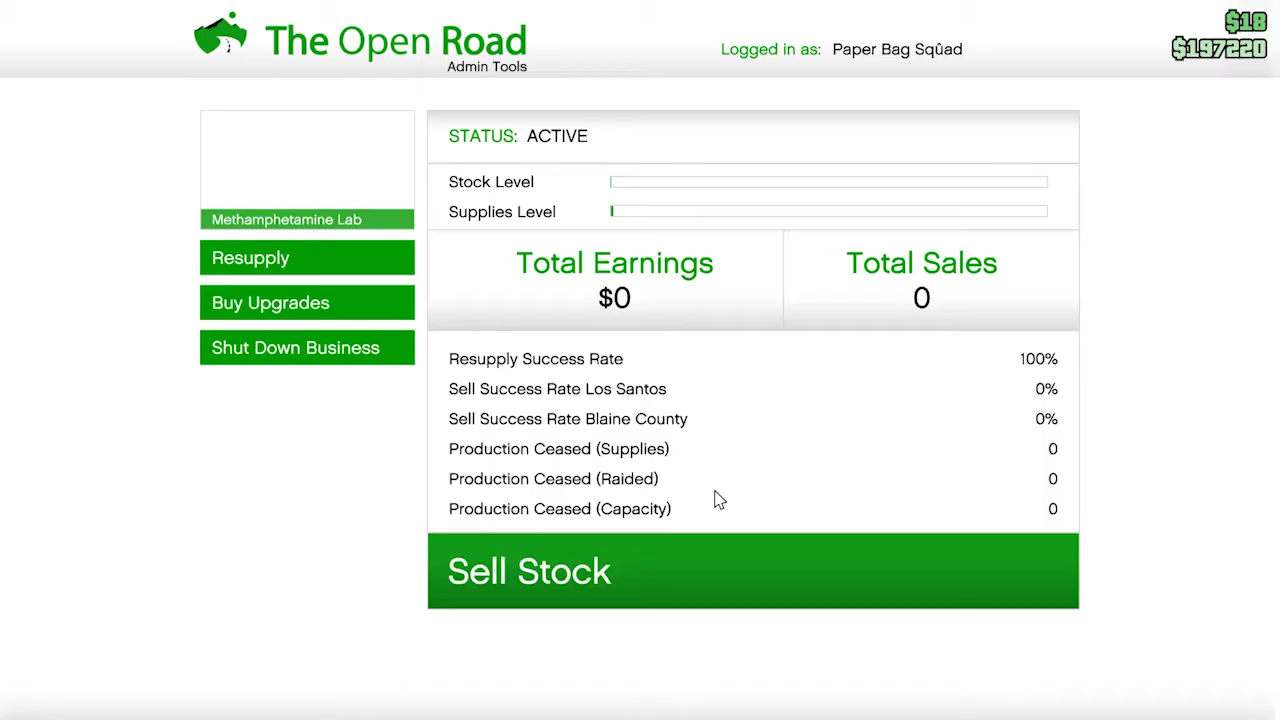 The Open Road
Admin Tools
Logged in as: Paper Bag Sqûad
$18
$197220
Methamphetamine Lab
Resupply
Buy Upgrades
Shut Down Business
STATUS: ACTIVE
Stock Level
Supplies Level
Total Earnings
$0
Total Sales
0
Resupply Success Rate 100%
Sell Success Rate Los Santos 0%
Sell Success Rate Blaine County 0%
Production Ceased (Supplies) 0
Production Ceased (Raided) 0
Production Ceased (Capacity) 0
Sell Stock